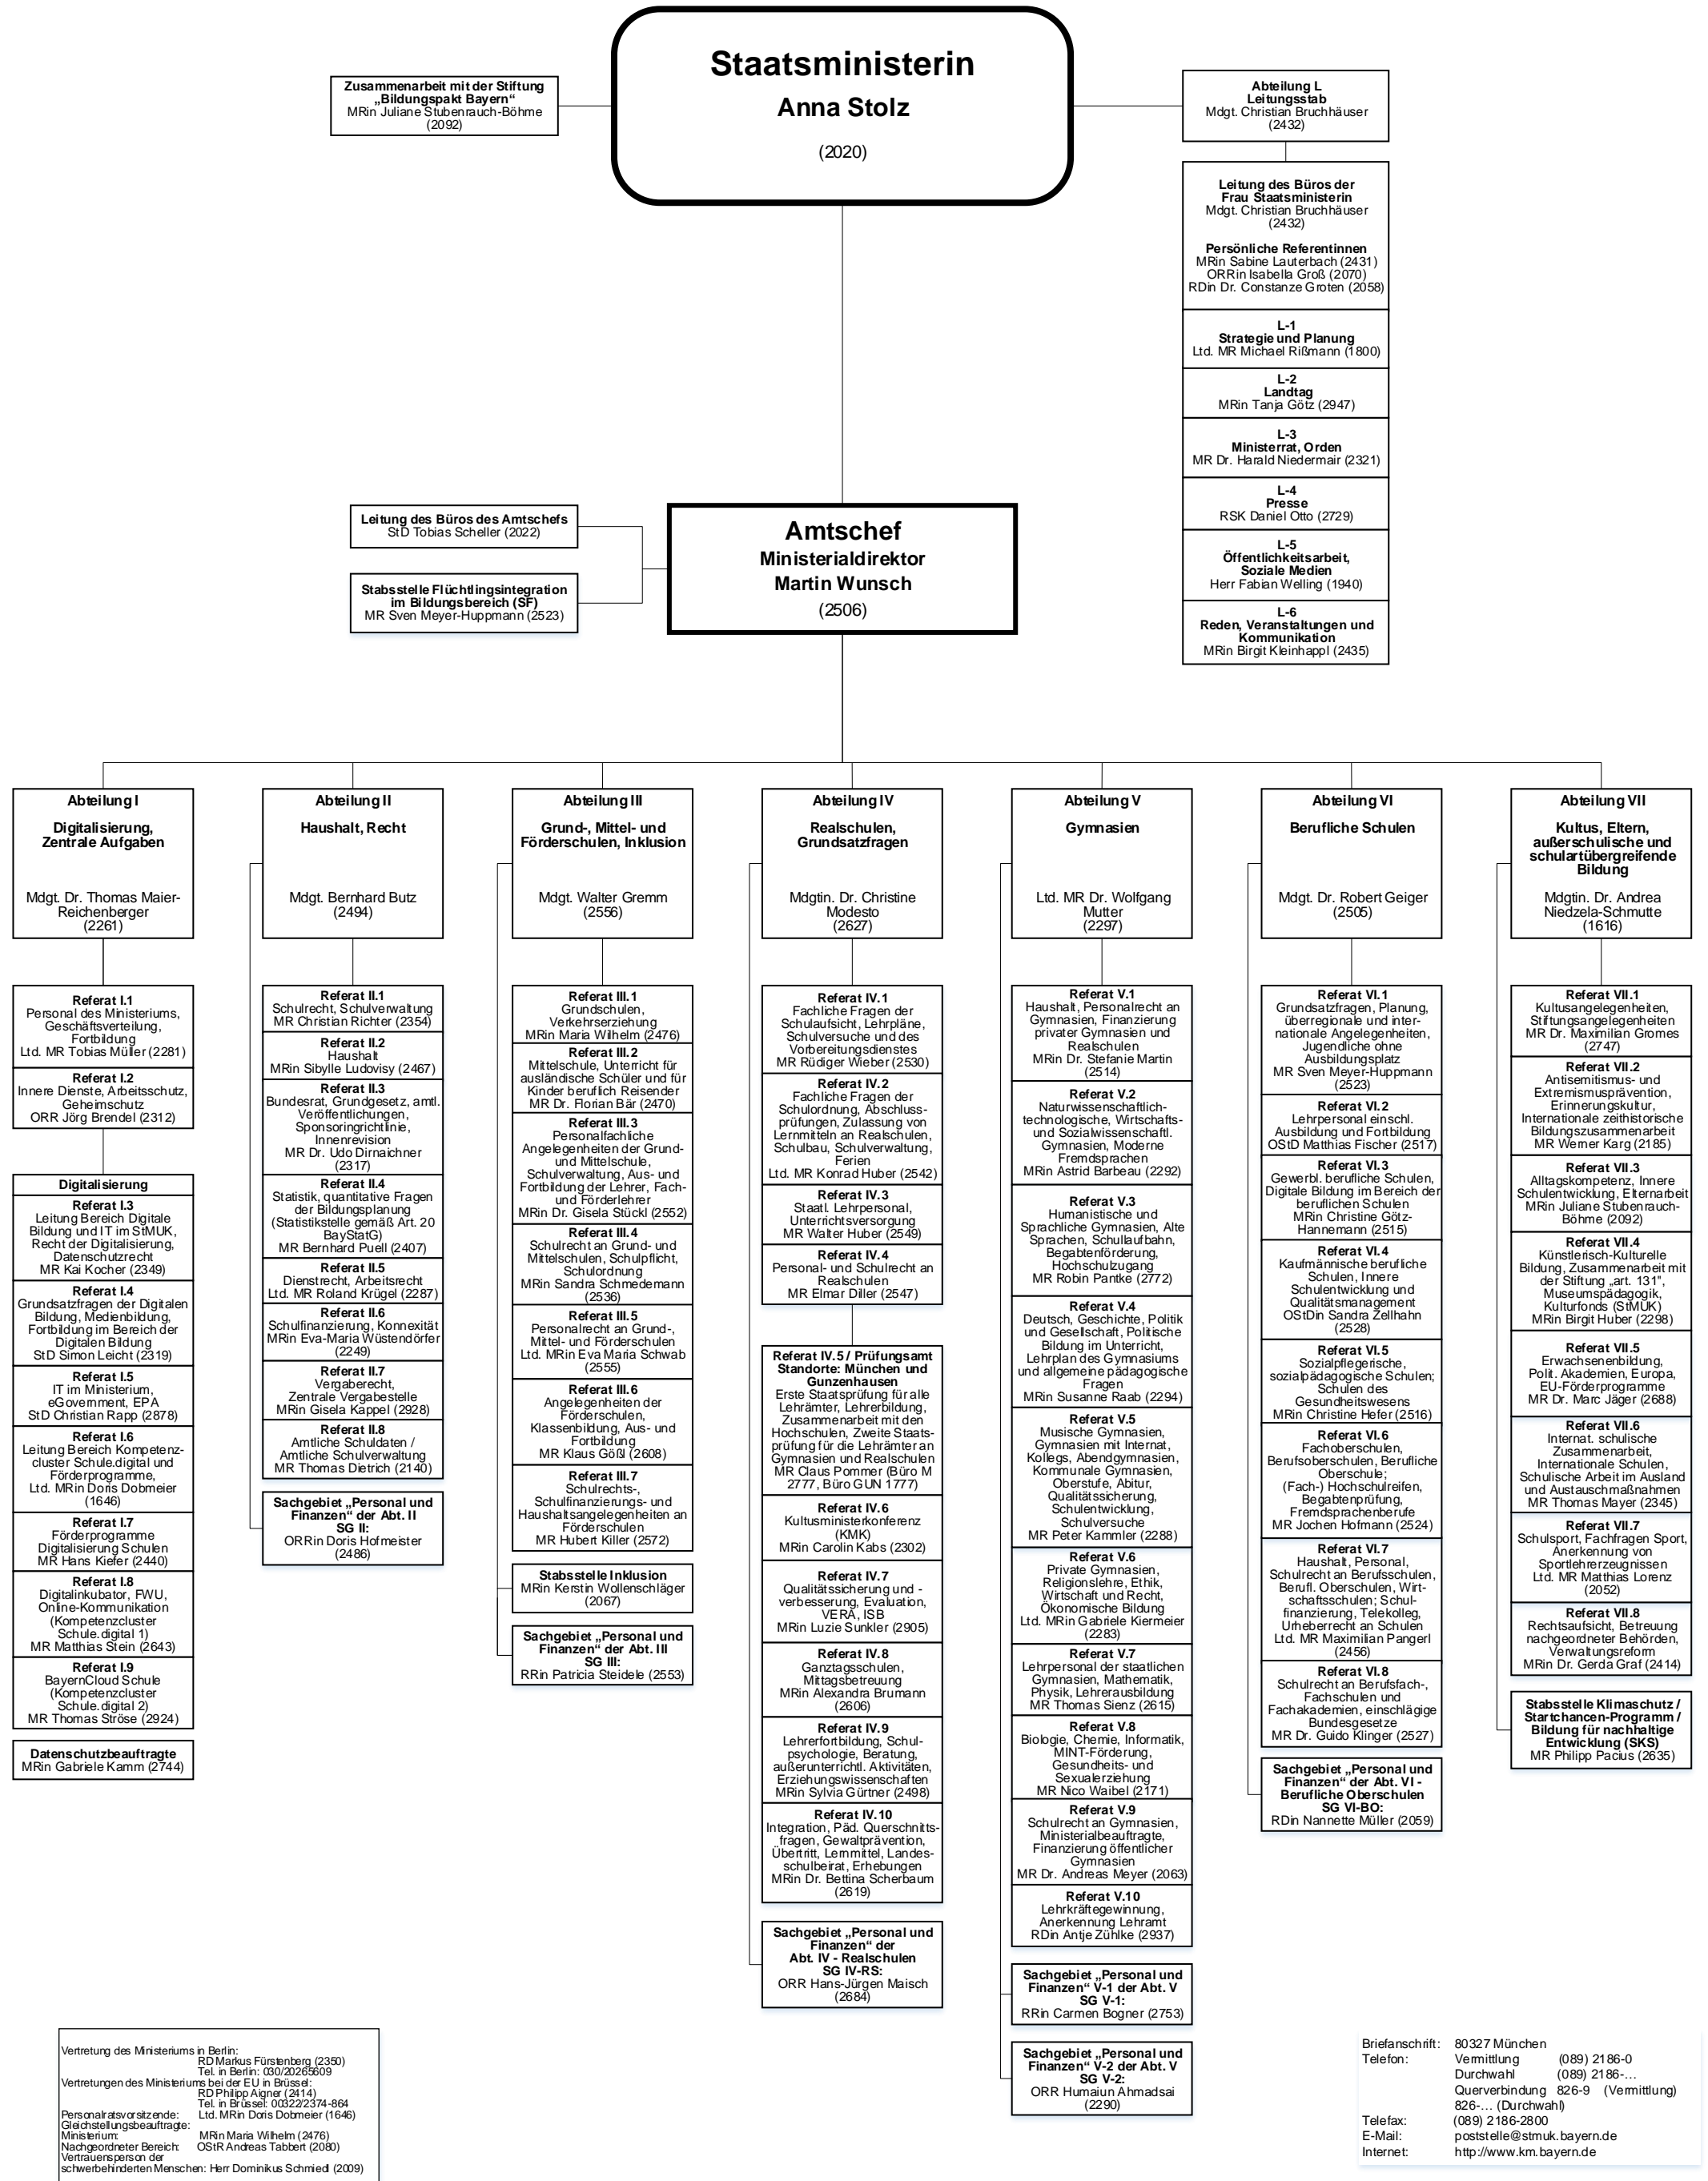 Staatsministerin
Anna Stolz
(2020)
Zusammenarbeit mit der Stiftung
„Bildungspakt Bayern“
MRin Juliane Stubenrauch-Böhme
(2092)
Abteilung L
Leitungsstab
Mdgt. Christian Bruchhäuser
(2432)
Leitung des Büros der
Frau Staatsministerin
Mdgt. Christian Bruchhäuser
(2432)
Persönliche Referentinnen
MRin Sabine Lauterbach (2431)
ORRin Isabella Groß (2070)
RDin Dr. Constanze Groten (2058)
L-1
Strategie und Planung
Ltd. MR Michael Rißmann (1800)
L-2
Landtag
MRin Tanja Götz (2947)
L-3
Ministerrat, Orden
MR Dr. Harald Niedermair (2321)
L-4
Presse
RSK Daniel Otto (2729)
L-5
Öffentlichkeitsarbeit,
Soziale Medien
Herr Fabian Welling (1940)
L-6
Reden, Veranstaltungen und
Kommunikation
MRin Birgit Kleinhappl (2435)
Leitung des Büros des Amtschefs
StD Tobias Scheller (2022)
Stabsstelle Flüchtlingsintegration
im Bildungsbereich (SF)
MR Sven Meyer-Huppmann (2523)
Amtschef
Ministerialdirektor
Martin Wunsch
(2506)
Abteilung I
Digitalisierung,
Zentrale Aufgaben
Mdgt. Dr. Thomas Maier-
Reichenberger
(2261)
Referat I.1
Personal des Ministeriums,
Geschäftsverteilung,
Fortbildung
Ltd. MR Tobias Müller (2281)
Referat I.2
Innere Dienste, Arbeitsschutz,
Geheimschutz
ORR Jörg Brendel (2312)
Digitalisierung
Referat I.3
Leitung Bereich Digitale
Bildung und IT im StMUK,
Recht der Digitalisierung,
Datenschutzrecht
MR Kai Kocher (2349)
Referat I.4
Grundsatzfragen der Digitalen
Bildung, Medienbildung,
Fortbildung im Bereich der
Digitalen Bildung
StD Simon Leicht (2319)
Referat I.5
IT im Ministerium,
eGovernment, EPA
StD Christian Rapp (2878)
Referat I.6
Leitung Bereich Kompetenz-
cluster Schule.digital und
Förderprogramme,
Ltd. MRin Doris Dobmeier
(1646)
Referat I.7
Förderprogramme
Digitalisierung Schulen
MR Hans Kiefer (2440)
Referat I.8
Digitalinkubator, FWU,
Online-Kommunikation
(Kompetenzcluster
Schule.digital 1)
MR Matthias Stein (2643)
Referat I.9
BayernCloud Schule
(Kompetenzcluster
Schule.digital 2)
MR Thomas Ströse (2924)
Datenschutzbeauftragte
MRin Gabriele Kamm (2744)
Abteilung II
Haushalt, Recht
Mdgt. Bernhard Butz
(2494)
Referat II.1
Schulrecht, Schulverwaltung
MR Christian Richter (2354)
Referat II.2
Haushalt
MRin Sibylle Ludovisy (2467)
Referat II.3
Bundesrat, Grundgesetz, amtl.
Veröffentlichungen,
Sponsoringrichtlinie,
Innenrevision
MR Dr. Udo Dirnaichner
(2317)
Referat II.4
Statistik, quantitative Fragen
der Bildungsplanung
(Statistikstelle gemäß Art. 20
BayStatG)
MR Bernhard Puell (2407)
Referat II.5
Dienstrecht, Arbeitsrecht
Ltd. MR Roland Krügel (2287)
Referat II.6
Schulfinanzierung, Konnexität
MRin Eva-Maria Wüstendörfer
(2249)
Referat II.7
Vergaberecht,
Zentrale Vergabestelle
MRin Gisela Kappel (2928)
Referat II.8
Amtliche Schuldaten /
Amtliche Schulverwaltung
MR Thomas Dietrich (2140)
Sachgebiet „Personal und
Finanzen“ der Abt. II
SG II:
ORRin Doris Hofmeister
(2486)
Abteilung III
Grund-, Mittel- und
Förderschulen, Inklusion
Mdgt. Walter Gremm
(2556)
Referat III.1
Grundschulen,
Verkehrserziehung
MRin Maria Wilhelm (2476)
Referat III.2
Mittelschule, Unterricht für
ausländische Schüler und für
Kinder beruflich Reisender
MR Dr. Florian Bär (2470)
Referat III.3
Personalfachliche
Angelegenheiten der Grund-
und Mittelschule,
Schulverwaltung, Aus- und
Fortbildung der Lehrer, Fach-
und Förderlehrer
MRin Dr. Gisela Stückl (2552)
Referat III.4
Schulrecht an Grund- und
Mittelschulen, Schulpflicht,
Schulordnung
MRin Sandra Schmedemann
(2536)
Referat III.5
Personalrecht an Grund-,
Mittel- und Förderschulen
Ltd. MRin Eva Maria Schwab
(2555)
Referat III.6
Angelegenheiten der
Förderschulen,
Klassenbildung, Aus- und
Fortbildung
MR Klaus Gößl (2608)
Referat III.7
Schulrechts-,
Schulfinanzierungs- und
Haushaltsangelegenheiten an
Förderschulen
MR Hubert Killer (2572)
Stabsstelle Inklusion
MRin Kerstin Wollenschläger
(2067)
Sachgebiet „Personal und
Finanzen“ der Abt. III
SG III:
RRin Patricia Steidele (2553)
Abteilung IV
Realschulen,
Grundsatzfragen
Mdgtin. Dr. Christine
Modesto
(2627)
Referat IV.1
Fachliche Fragen der
Schulaufsicht, Lehrpläne,
Schulversuche und des
Vorbereitungsdienstes
MR Rüdiger Wieber (2530)
Referat IV.2
Fachliche Fragen der
Schulordnung, Abschluss-
prüfungen, Zulassung von
Lernmitteln an Realschulen,
Schulbau, Schulverwaltung,
Ferien
Ltd. MR Konrad Huber (2542)
Referat IV.3
Staatl. Lehrpersonal,
Unterrichtsversorgung
MR Walter Huber (2549)
Referat IV.4
Personal- und Schulrecht an
Realschulen
MR Elmar Diller (2547)
Referat IV.5 / Prüfungsamt
Standorte: München und
Gunzenhausen
Erste Staatsprüfung für alle
Lehrämter, Lehrerbildung,
Zusammenarbeit mit den
Hochschulen, Zweite Staats-
prüfung für die Lehrämter an
Gymnasien und Realschulen
MR Claus Pommer (Büro M
2777, Büro GUN 1777)
Referat IV.6
Kultusministerkonferenz
(KMK)
MRin Carolin Kabs (2302)
Referat IV.7
Qualitätssicherung und -
verbesserung, Evaluation,
VERA, ISB
MRin Luzie Sunkler (2905)
Referat IV.8
Ganztagsschulen,
Mittagsbetreuung
MRin Alexandra Brumann
(2606)
Referat IV.9
Lehrerfortbildung, Schul-
psychologie, Beratung,
außerunterrichtl. Aktivitäten,
Erziehungswissenschaften
MRin Sylvia Gürtner (2498)
Referat IV.10
Integration, Päd. Querschnitts-
fragen, Gewaltprävention,
Übertritt, Lernmittel, Landes-
schulbeirat, Erhebungen
MRin Dr. Bettina Scherbaum
(2619)
Sachgebiet „Personal und
Finanzen“ der
Abt. IV - Realschulen
SG IV-RS:
ORR Hans-Jürgen Maisch
(2684)
Abteilung V
Gymnasien
Ltd. MR Dr. Wolfgang
Mutter
(2297)
Referat V.1
Haushalt, Personalrecht an
Gymnasien, Finanzierung
privater Gymnasien und
Realschulen
MRin Dr. Stefanie Martin
(2514)
Referat V.2
Naturwissenschaftlich-
technologische, Wirtschafts-
und Sozialwissenschaftl.
Gymnasien, Moderne
Fremdsprachen
MRin Astrid Barbeau (2292)
Referat V.3
Humanistische und
Sprachliche Gymnasien, Alte
Sprachen, Schullaufbahn,
Begabtenförderung,
Hochschulzugang
MR Robin Pantke (2772)
Referat V.4
Deutsch, Geschichte, Politik
und Gesellschaft, Politische
Bildung im Unterricht,
Lehrplan des Gymnasiums
und allgemeine pädagogische
Fragen
MRin Susanne Raab (2294)
Referat V.5
Musische Gymnasien,
Gymnasien mit Internat,
Kollegs, Abendgymnasien,
Kommunale Gymnasien,
Oberstufe, Abitur,
Qualitätssicherung,
Schulentwicklung,
Schulversuche
MR Peter Kammler (2288)
Referat V.6
Private Gymnasien,
Religionslehre, Ethik,
Wirtschaft und Recht,
Ökonomische Bildung
Ltd. MRin Gabriele Kiermeier
(2283)
Referat V.7
Lehrpersonal der staatlichen
Gymnasien, Mathematik,
Physik, Lehrerausbildung
MR Thomas Sienz (2615)
Referat V.8
Biologie, Chemie, Informatik,
MINT-Förderung,
Gesundheits- und
Sexualerziehung
MR Nico Waibel (2171)
Referat V.9
Schulrecht an Gymnasien,
Ministerialbeauftragte,
Finanzierung öffentlicher
Gymnasien
MR Dr. Andreas Meyer (2063)
Referat V.10
Lehrkräftegewinnung,
Anerkennung Lehramt
RDin Antje Zühlke (2937)
Sachgebiet „Personal und
Finanzen“ V-1 der Abt. V
SG V-1:
RRin Carmen Bogner (2753)
Sachgebiet „Personal und
Finanzen“ V-2 der Abt. V
SG V-2:
ORR Humaiun Ahmadsai
(2290)
Abteilung VI
Berufliche Schulen
Mdgt. Dr. Robert Geiger
(2505)
Referat VI.1
Grundsatzfragen, Planung,
überregionale und inter-
nationale Angelegenheiten,
Jugendliche ohne
Ausbildungsplatz
MR Sven Meyer-Huppmann
(2523)
Referat VI.2
Lehrpersonal einschl.
Ausbildung und Fortbildung
OStD Matthias Fischer (2517)
Referat VI.3
Gewerbl. berufliche Schulen,
Digitale Bildung im Bereich der
beruflichen Schulen
MRin Christine Götz-
Hannemann (2515)
Referat VI.4
Kaufmännische berufliche
Schulen, Innere
Schulentwicklung und
Qualitätsmanagement
OStDin Sandra Zellhahn
(2528)
Referat VI.5
Sozialpflegerische,
sozialpädagogische Schulen;
Schulen des
Gesundheitswesens
MRin Christine Hefer (2516)
Referat VI.6
Fachoberschulen,
Berufsoberschulen, Berufliche
Oberschule;
(Fach-) Hochschulreifen,
Begabtenprüfung,
Fremdsprachenberufe
MR Jochen Hofmann (2524)
Referat VI.7
Haushalt, Personal,
Schulrecht an Berufsschulen,
Berufl. Oberschulen, Wirt-
schaftsschulen; Schul-
finanzierung, Telekolleg,
Urheberrecht an Schulen
Ltd. MR Maximilian Pangerl
(2456)
Referat VI.8
Schulrecht an Berufsfach-,
Fachschulen und
Fachakademien, einschlägige
Bundesgesetze
MR Dr. Guido Klinger (2527)
Sachgebiet „Personal und
Finanzen“ der Abt. VI -
Berufliche Oberschulen
SG VI-BO:
RDin Nannette Müller (2059)
Abteilung VII
Kultus, Eltern,
außerschulische und
schulartübergreifende
Bildung
Mdgtin. Dr. Andrea
Niedzela-Schmutte
(1616)
Referat VII.1
Kultusangelegenheiten,
Stiftungsangelegenheiten
MR Dr. Maximilian Gromes
(2747)
Referat VII.2
Antisemitismus- und
Extremismusprävention,
Erinnerungskultur,
Internationale zeithistorische
Bildungszusammenarbeit
MR Werner Karg (2185)
Referat VII.3
Alltagskompetenz, Innere
Schulentwicklung, Elternarbeit
MRin Juliane Stubenrauch-
Böhme (2092)
Referat VII.4
Künstlerisch-Kulturelle
Bildung, Zusammenarbeit mit
der Stiftung „art. 131“,
Museumspädagogik,
Kulturfonds (StMUK)
MRin Birgit Huber (2298)
Referat VII.5
Erwachsenenbildung,
Polit. Akademien, Europa,
EU-Förderprogramme
MR Dr. Marc Jäger (2688)
Referat VII.6
Internat. schulische
Zusammenarbeit,
Internationale Schulen,
Schulische Arbeit im Ausland
und Austauschmaßnahmen
MR Thomas Mayer (2345)
Referat VII.7
Schulsport, Fachfragen Sport,
Anerkennung von
Sportlehrerzeugnissen
Ltd. MR Matthias Lorenz
(2052)
Referat VII.8
Rechtsaufsicht, Betreuung
nachgeordneter Behörden,
Verwaltungsreform
MRin Dr. Gerda Graf (2414)
Stabsstelle Klimaschutz /
Startchancen-Programm /
Bildung für nachhaltige
Entwicklung (SKS)
MR Philipp Pacius (2635)
Vertretung des Ministeriums in Berlin:
RD Markus Fürstenberg (2350)
Tel. in Berlin: 030/20265609
Vertretungen des Ministeriums bei der EU in Brüssel:
RD Philipp Aigner (2414)
Tel. in Brüssel: 00322/2374-864
Personalratsvorsitzende: Ltd. MRin Doris Dobmeier (1646)
Gleichstellungsbeauftragte:
Ministerium: MRin Maria Wilhelm (2476)
Nachgeordneter Bereich: OStR Andreas Tabbert (2080)
Vertrauensperson der
schwerbehinderten Menschen: Herr Dominikus Schmiedl (2009)
Briefanschrift: 80327 München
Telefon: Vermittlung (089) 2186-0
Durchwahl (089) 2186-...
Querverbindung 826-9 (Vermittlung)
826-... (Durchwahl)
Telefax: (089) 2186-2800
E-Mail: poststelle@stmuk.bayern.de
Internet: http://www.km.bayern.de